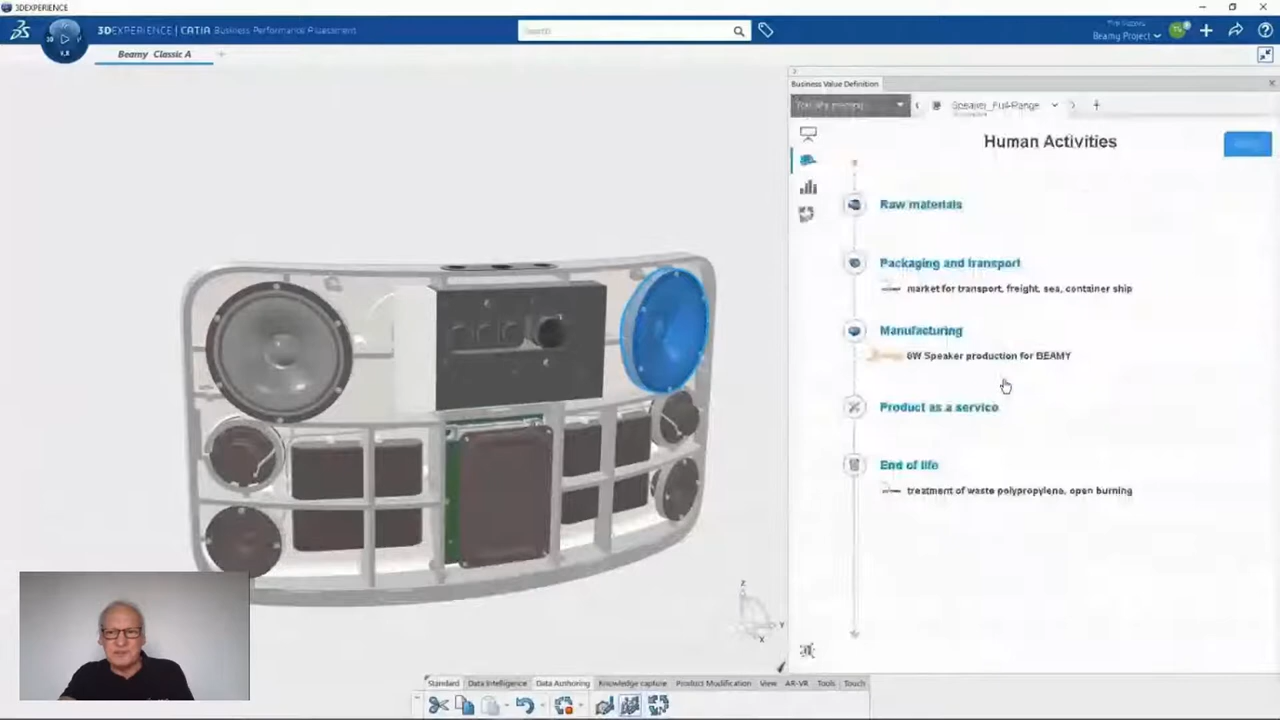 3DEXPERIENCE
3DEXPERIENCE | CATIA Business Performance
Search
Beamy Project
V.R
Beamy Classic A
Business Value Definition
Speaker_Full-Range
Human Activities
Raw materials
Packaging and transport
market for transport, freight, sea, container ship
Manufacturing
6W Speaker production for BEAMY
Product as a service
End of life
treatment of waste polypropylene, open burning
Z
Y
X
Standard Data Intelligence Data Authoring Knowledge capture Product Modification View AR-VR Tools Touch